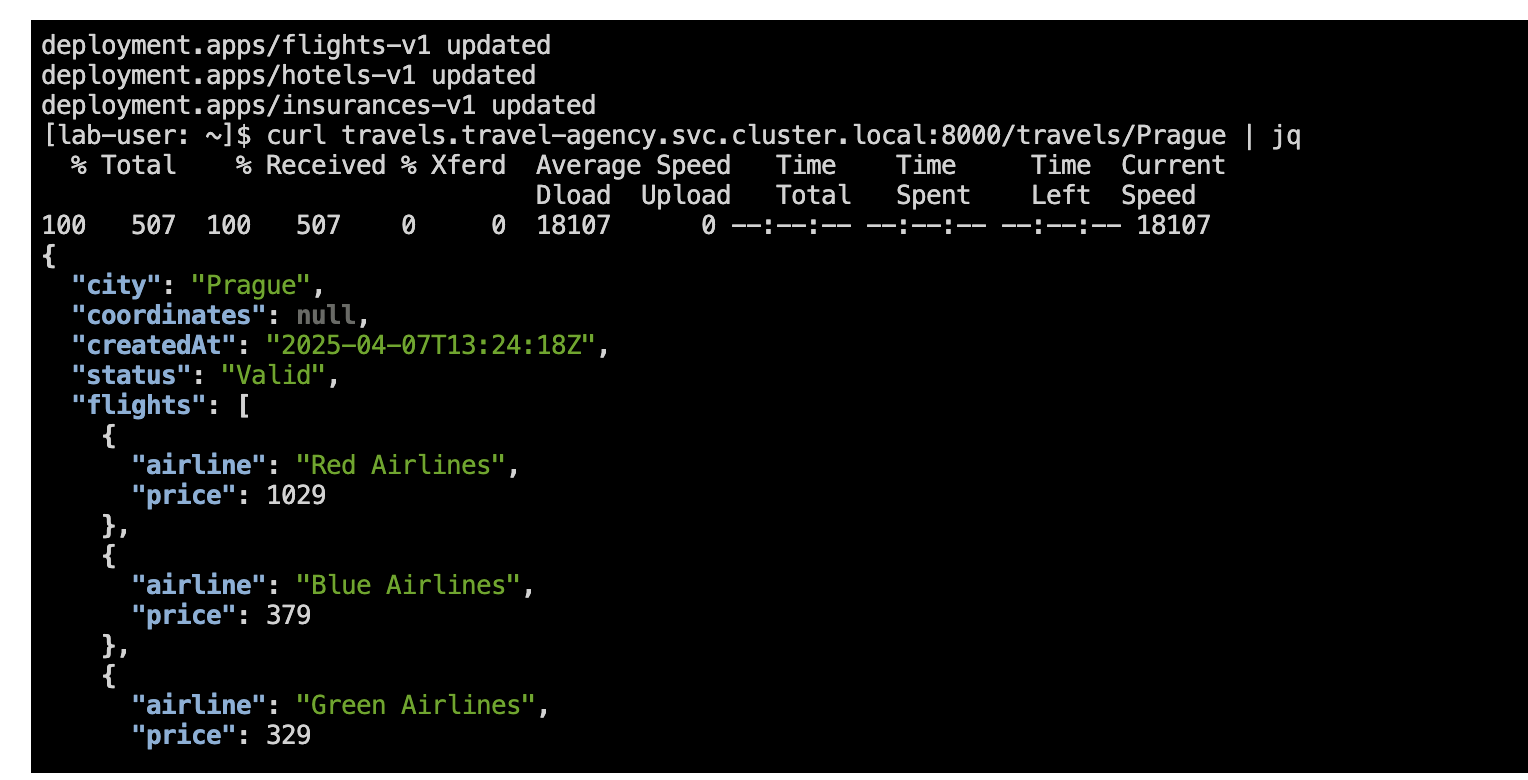 deployment.apps/flights-v1 updated
deployment.apps/hotels-v1 updated
deployment.apps/insurances-v1 updated
[lab-user: ~]$ curl travels.travel-agency.svc.cluster.local:8000/travels/Prague | jq
  % Total    % Received % Xferd  Average Speed   Time    Time     Time  Current
                                 Dload  Upload   Total   Spent    Left  Speed
100   507  100   507    0     0  18107      0 --:--:-- --:--:-- --:--:-- 18107
{
  "city": "Prague",
  "coordinates": null,
  "createdAt": "2025-04-07T13:24:18Z",
  "status": "Valid",
  "flights": [
    {
      "airline": "Red Airlines",
      "price": 1029
    },
    {
      "airline": "Blue Airlines",
      "price": 379
    },
    {
      "airline": "Green Airlines",
      "price": 329